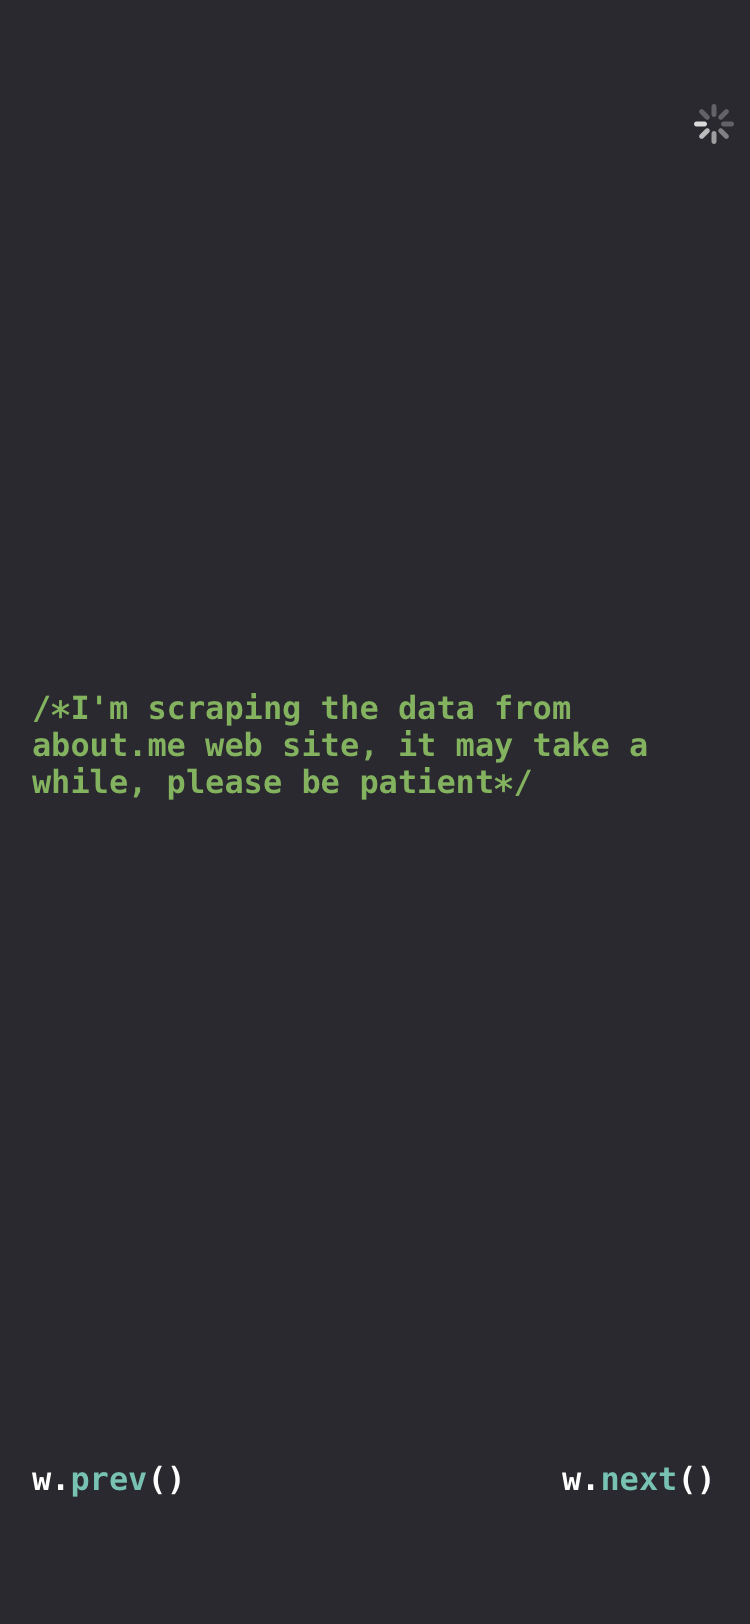 /*I'm scraping the data from
about.me web site, it may take a
while, please be patient*/
w.prev()
w.next()